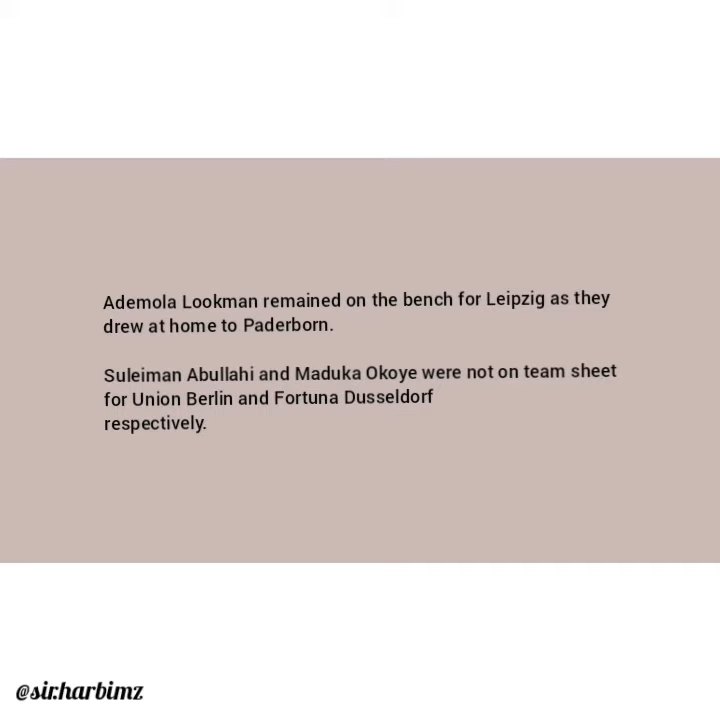 Ademola Lookman remained on the bench for Leipzig as they
drew at home to Paderborn.
Suleiman Abullahi and Maduka Okoye were not on team sheet
for Union Berlin and Fortuna Dusseldorf
respectively.
@sir.harbimz